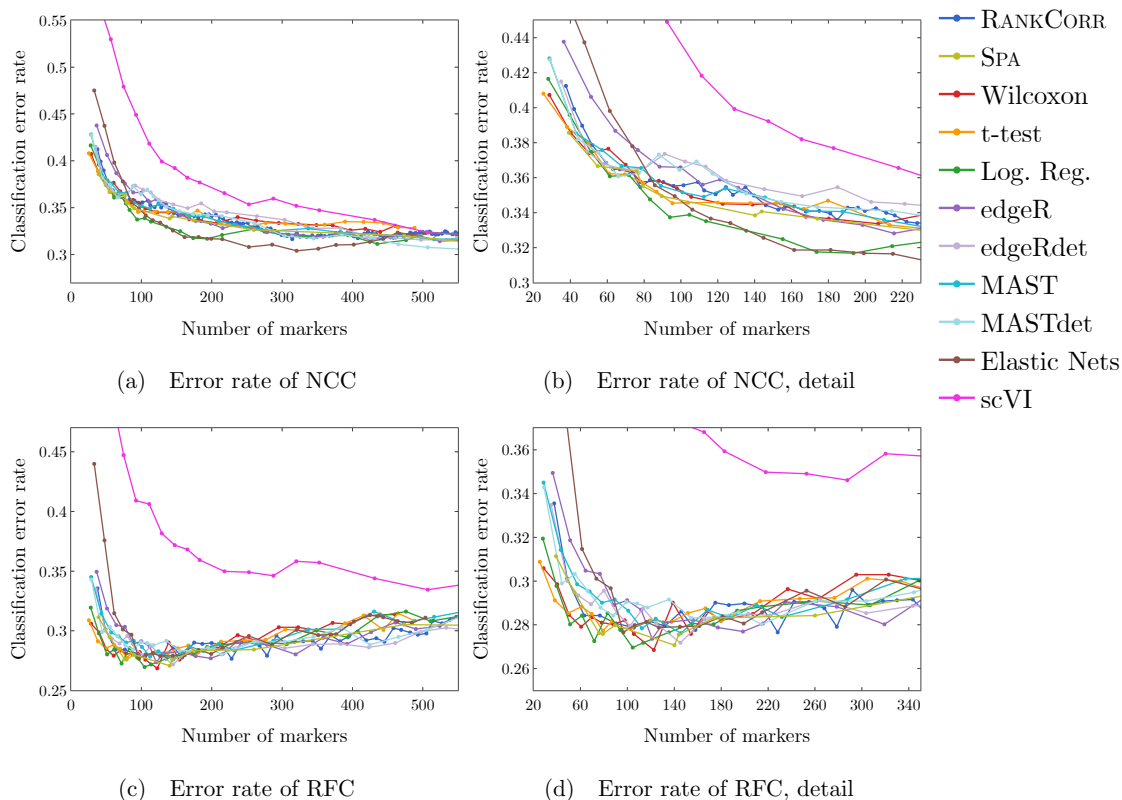 0.55
0.5
0.45
0.4
0.35
0.3
0 100 200 300 400 500
Classification error rate
Number of markers
(a) Error rate of NCC
0.44
0.42
0.4
0.38
0.36
0.34
0.32
0.3
20 40 60 80 100 120 140 160 180 200 220
Classification error rate
Number of markers
(b) Error rate of NCC, detail
RANKCORR
SPA
Wilcoxon
t-test
Log. Reg.
edgeR
edgeRdet
MAST
MASTdet
Elastic Nets
scVI
0.45
0.4
0.35
0.3
0.25
0 100 200 300 400 500
Classification error rate
Number of markers
(c) Error rate of RFC
0.36
0.34
0.32
0.3
0.28
0.26
20 60 100 140 180 220 260 300 340
Classification error rate
Number of markers
(d) Error rate of RFC, detail